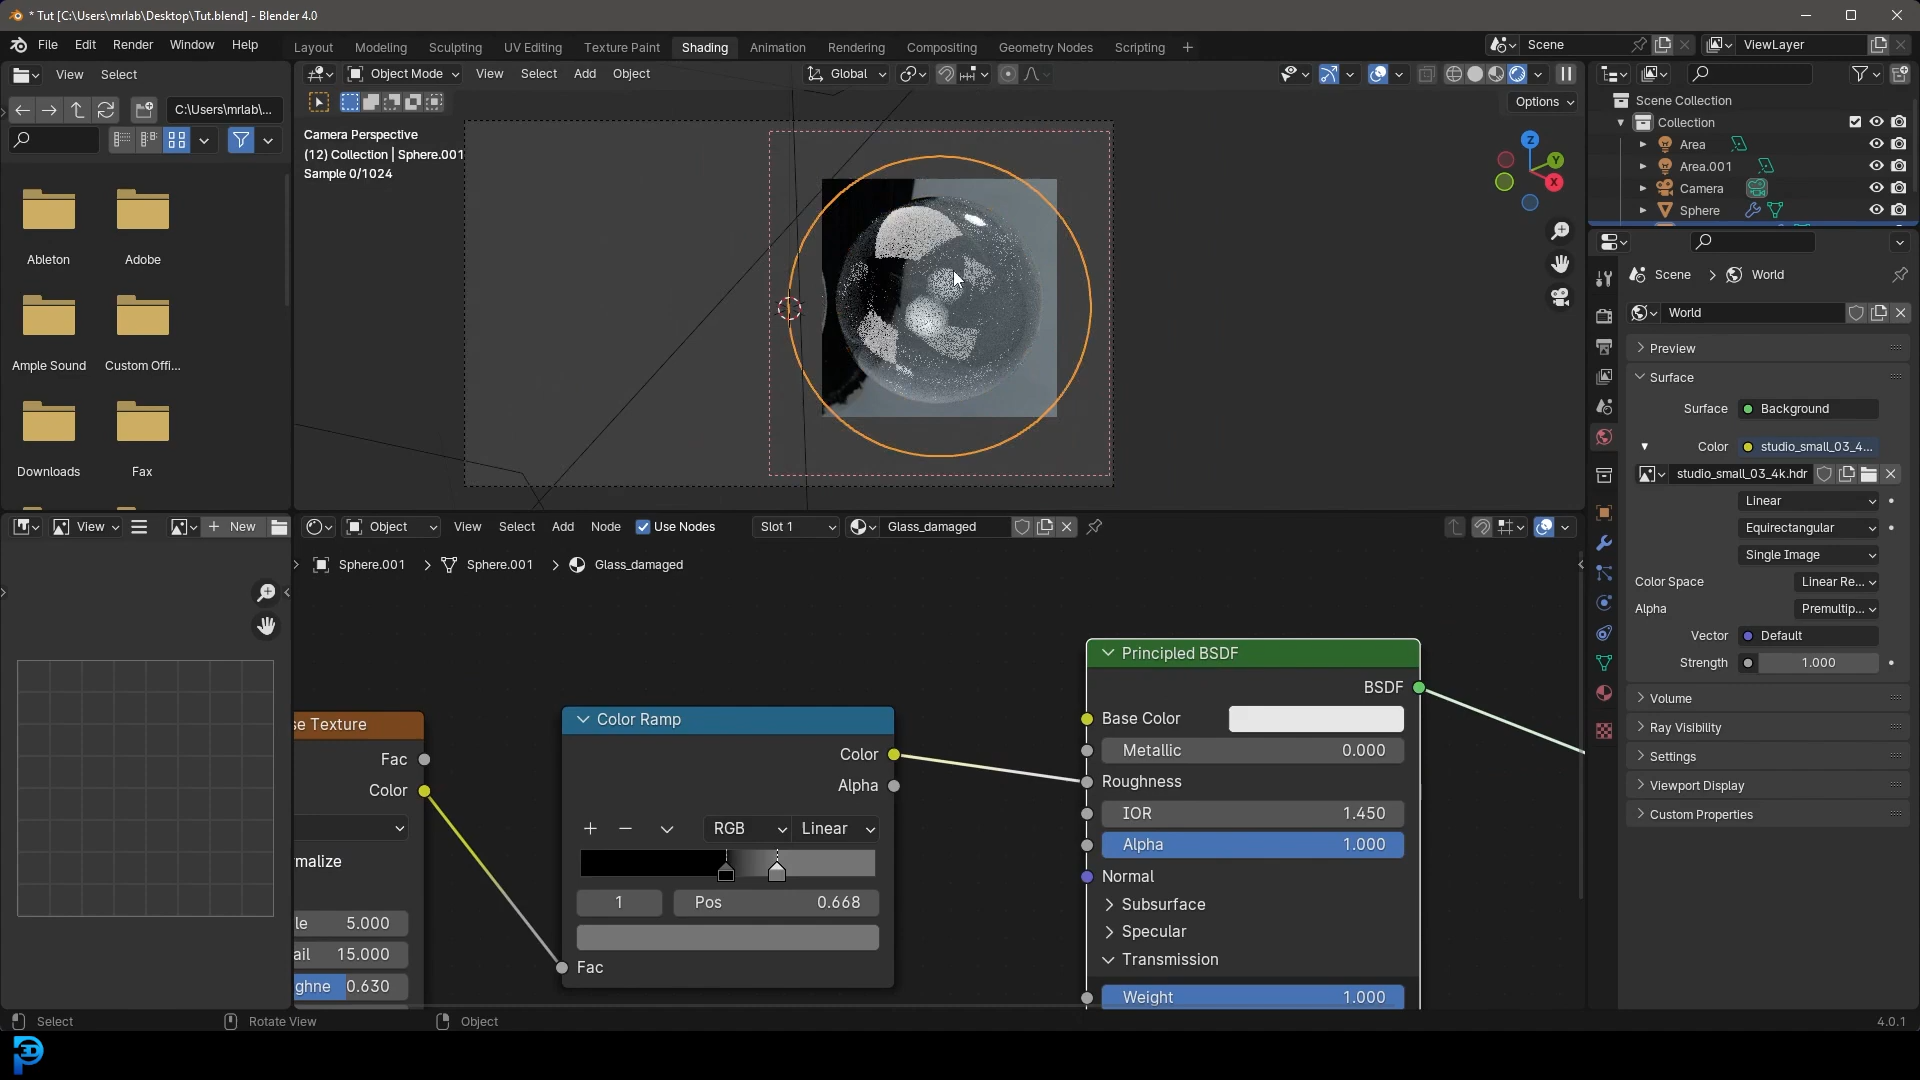 * Tut [C:\Users\mrlab\Desktop\Tut.blend] - Blender 4.0
File Edit Render Window Help
Layout Modeling Sculpting UV Editing Texture Paint Shading Animation Rendering Compositing Geometry Nodes Scripting +
Scene
ViewLayer
View Select
Object Mode View Select Add Object
Global
C:\Users\mrlab\...
Options
Camera Perspective
(12) Collection | Sphere.001
Sample 0/1024
Z
Y
X
Ableton
Adobe
Ample Sound
Custom Offi...
Downloads
Fax
Scene Collection
Collection
Area
Area.001
Camera
Sphere
Scene > World
World
Preview
Surface
Surface Background
Color studio_small_03_4...
studio_small_03_4k.hdr
Linear
Equirectangular
Single Image
Color Space Linear Re...
Alpha Premultip...
Vector Default
Strength 1.000
Volume
Ray Visibility
Settings
Viewport Display
Custom Properties
View
+ New
Object View Select Add Node Use Nodes Slot 1 Glass_damaged
Sphere.001 > Sphere.001 > Glass_damaged
se Texture
Fac
Color
rmalize
le 5.000
ail 15.000
ghne 0.630
Color Ramp
Color
Alpha
RGB Linear
1 Pos 0.668
Fac
Principled BSDF
BSDF
Base Color
Metallic 0.000
Roughness
IOR 1.450
Alpha 1.000
Normal
Subsurface
Specular
Transmission
Weight 1.000
Select Rotate View Object
4.0.1
3D